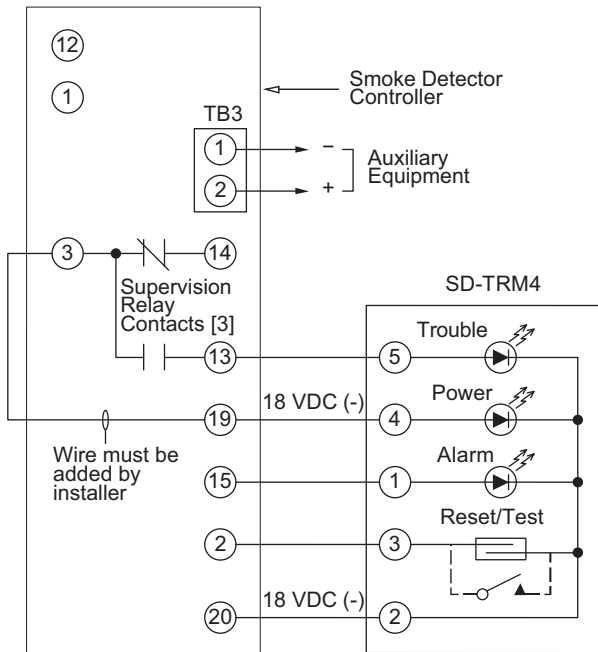 12
1
Smoke Detector
Controller
TB3
1
−
2
+
Auxiliary
Equipment
3
14
Supervision
Relay
Contacts [3]
13
SD-TRM4
Trouble
5
19
18 VDC (-)
4
Power
Wire must be
added by
installer
15
1
Alarm
2
3
Reset/Test
20
18 VDC (-)
2